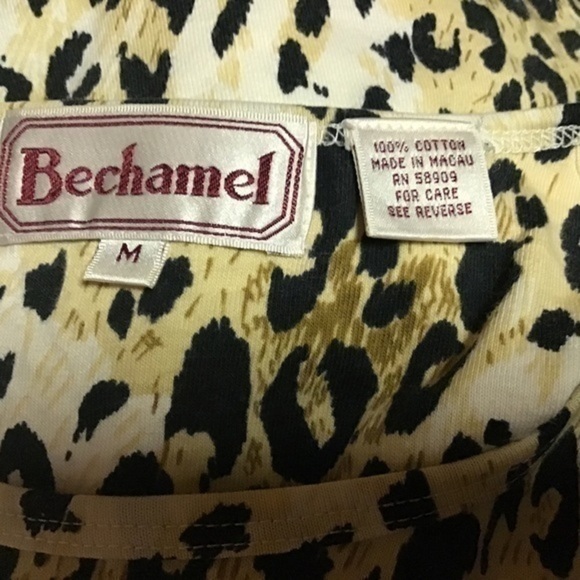 Bechamel
M
100% COTTON
MADE IN MACAU
RN 58909
FOR CARE
SEE REVERSE